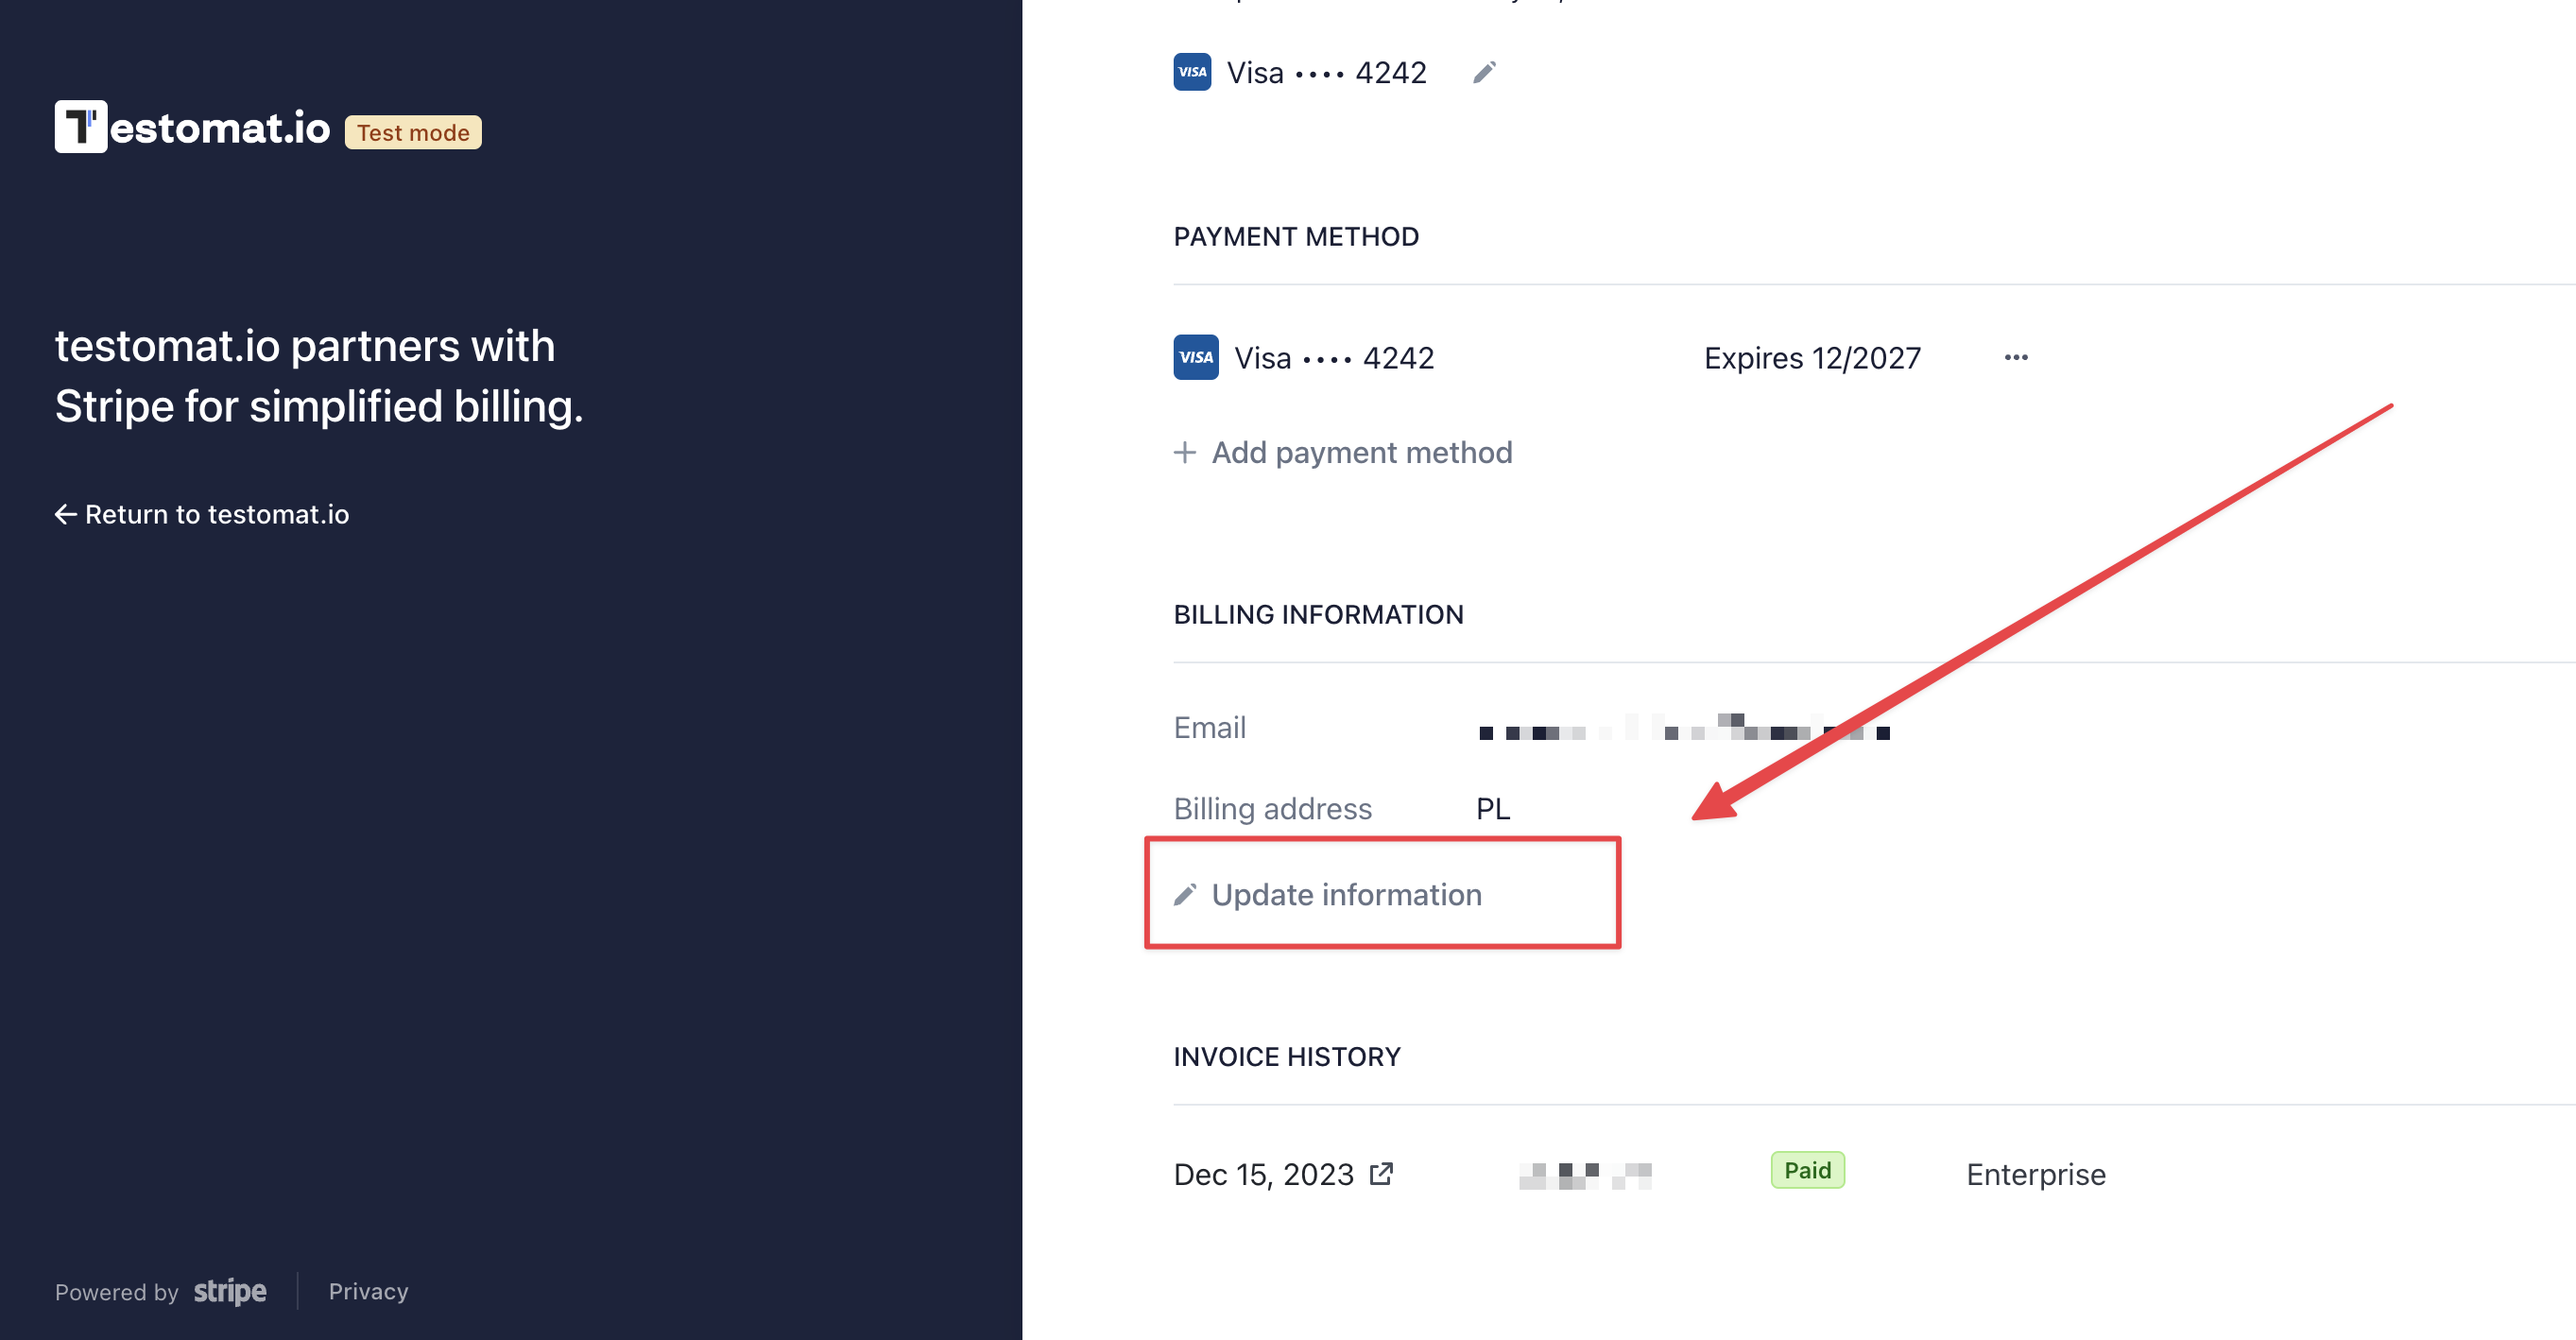 Testomat.io Test mode
testomat.io partners with
Stripe for simplified billing.
← Return to testomat.io
Powered by stripe Privacy
VISA Visa •••• 4242
PAYMENT METHOD
VISA Visa •••• 4242 Expires 12/2027 •••
+ Add payment method
BILLING INFORMATION
Email
Billing address PL
Update information
INVOICE HISTORY
Dec 15, 2023 Paid Enterprise